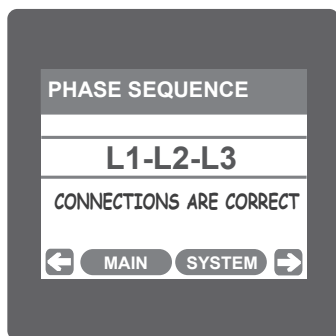 PHASE SEQUENCE
L1-L2-L3
CONNECTIONS ARE CORRECT
MAIN SYSTEM